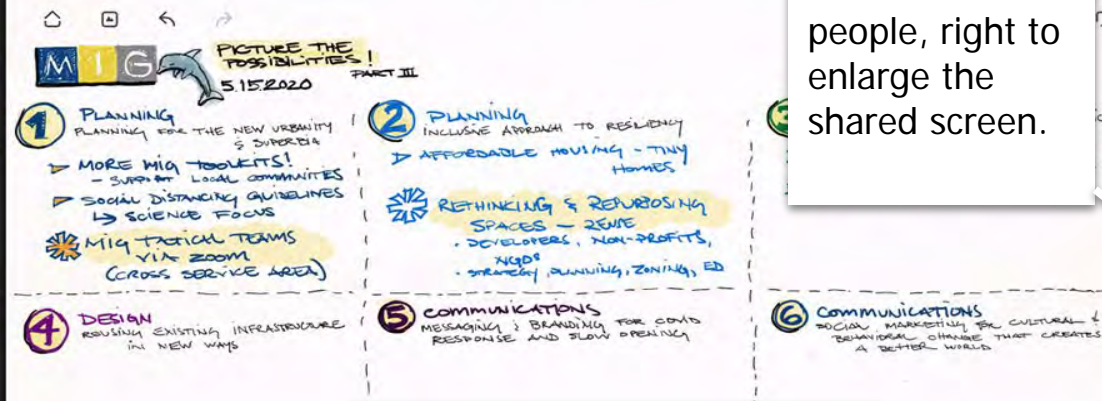 people, right to
enlarge the
shared screen.
MIG
PICTURE THE
POSSIBILITIES!
PART III
5.15.2020
1 PLANNING
PLANNING FOR THE NEW URBANITY
& SUPERBIA
MORE MIG TOOLKITS!
- SUPPORT LOCAL COMMUNITIES
SOCIAL DISTANCING GUIDELINES
↳ SCIENCE FOCUS
MIG TACTICAL TEAMS
VIA ZOOM
(CROSS SERVICE AREA)
2 PLANNING
INCLUSIVE APPROACH TO RESILIENCY
AFFORDABLE HOUSING - TINY
HOMES
RETHINKING & REPURPOSING
SPACES - REUSE
• DEVELOPERS, NON-PROFITS,
NGOs
• STRATEGY, PLANNING, ZONING, ED
3
4 DESIGN
REUSING EXISTING INFRASTRUCTURE
IN NEW WAYS
5 COMMUNICATIONS
MESSAGING & BRANDING FOR COVID
RESPONSE AND SLOW OPENING
6 COMMUNICATIONS
SOCIAL MARKETING FOR CULTURAL &
BEHAVIORAL CHANGE THAT CREATES
A BETTER WORLD